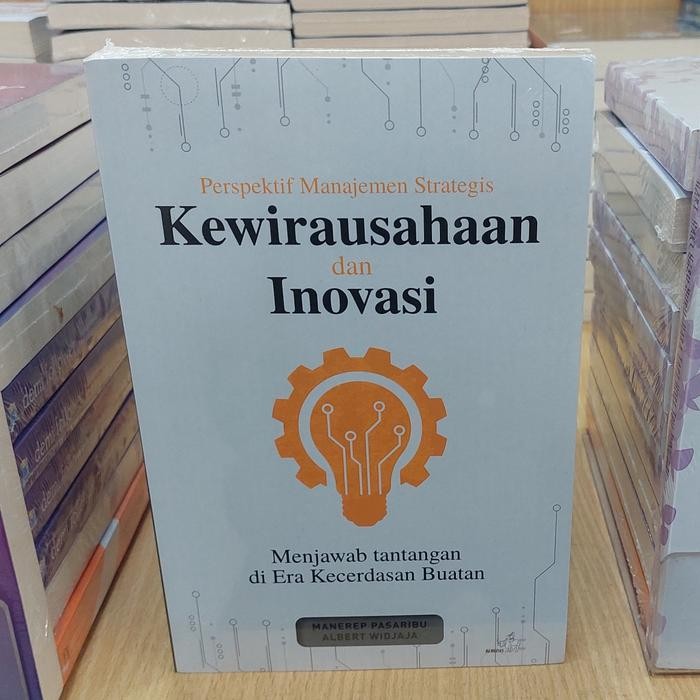 Perspektif Manajemen Strategis
Kewirausahaan
dan
Inovasi
Menjawab tantangan
di Era Kecerdasan Buatan
MANEREP PASARIBU
ALBERT WIDJAJA